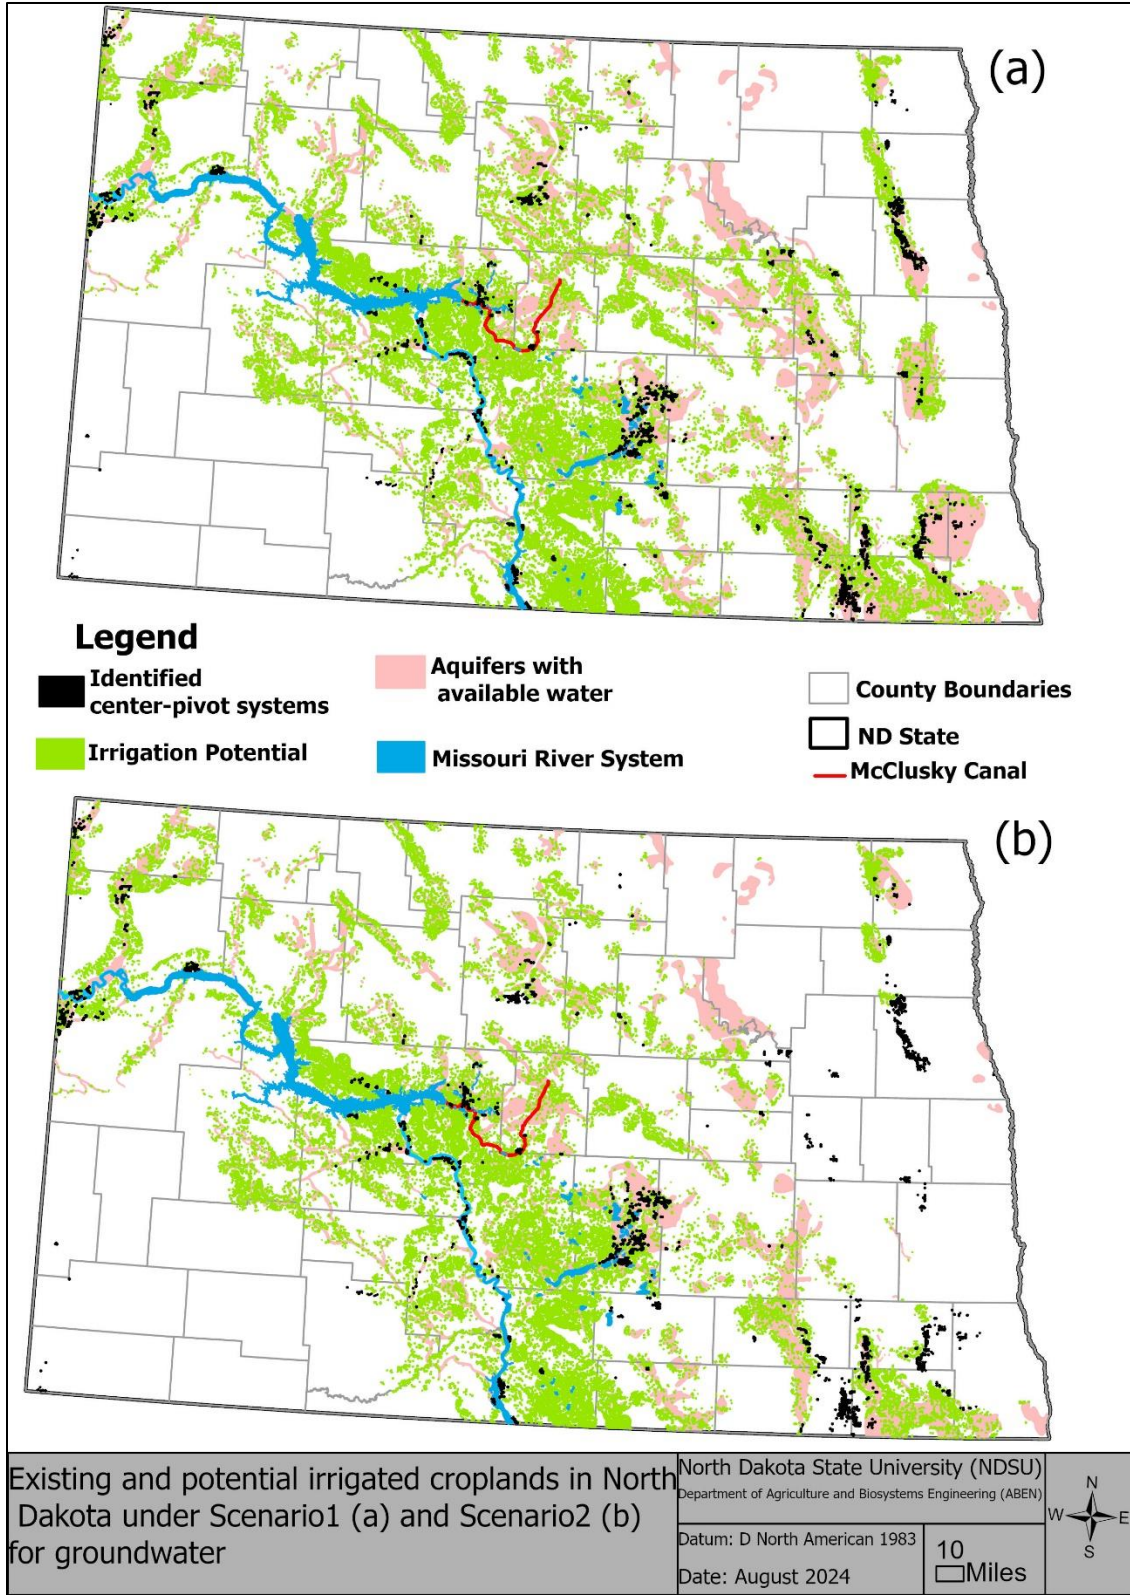 (a)
Legend
Identified
center-pivot systems
Irrigation Potential
Aquifers with
available water
Missouri River System
County Boundaries
ND State
McClusky Canal
(b)
Existing and potential irrigated croplands in North
Dakota under Scenario1 (a) and Scenario2 (b)
for groundwater
North Dakota State University (NDSU)
Department of Agriculture and Biosystems Engineering (ABEN)
Datum: D North American 1983
Date: August 2024
10
Miles
N
W E
S